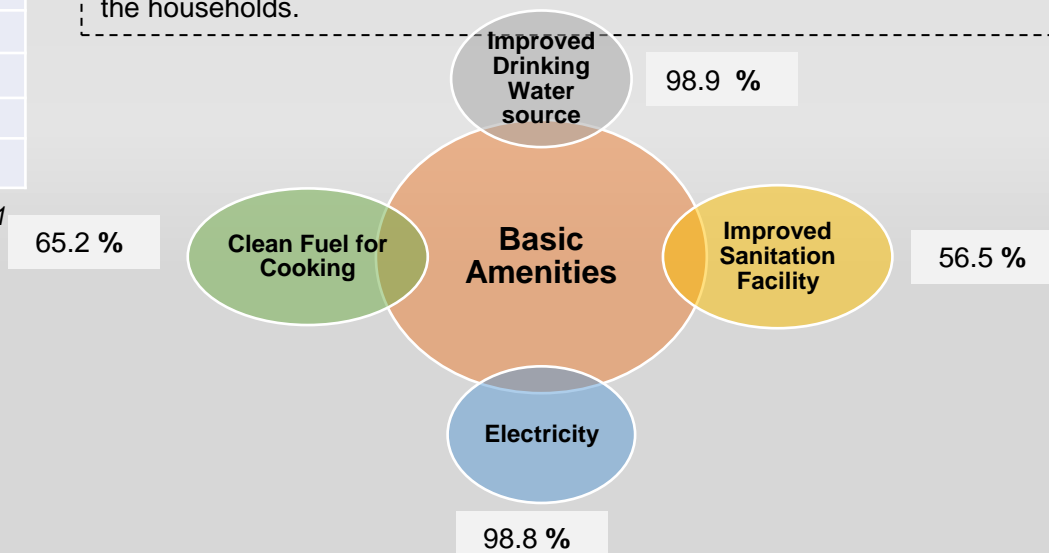 the households.
Improved
Drinking
Water
source
98.9 %
1
65.2 %
Clean Fuel for
Cooking
Basic
Amenities
Improved
Sanitation
Facility
56.5 %
Electricity
98.8 %